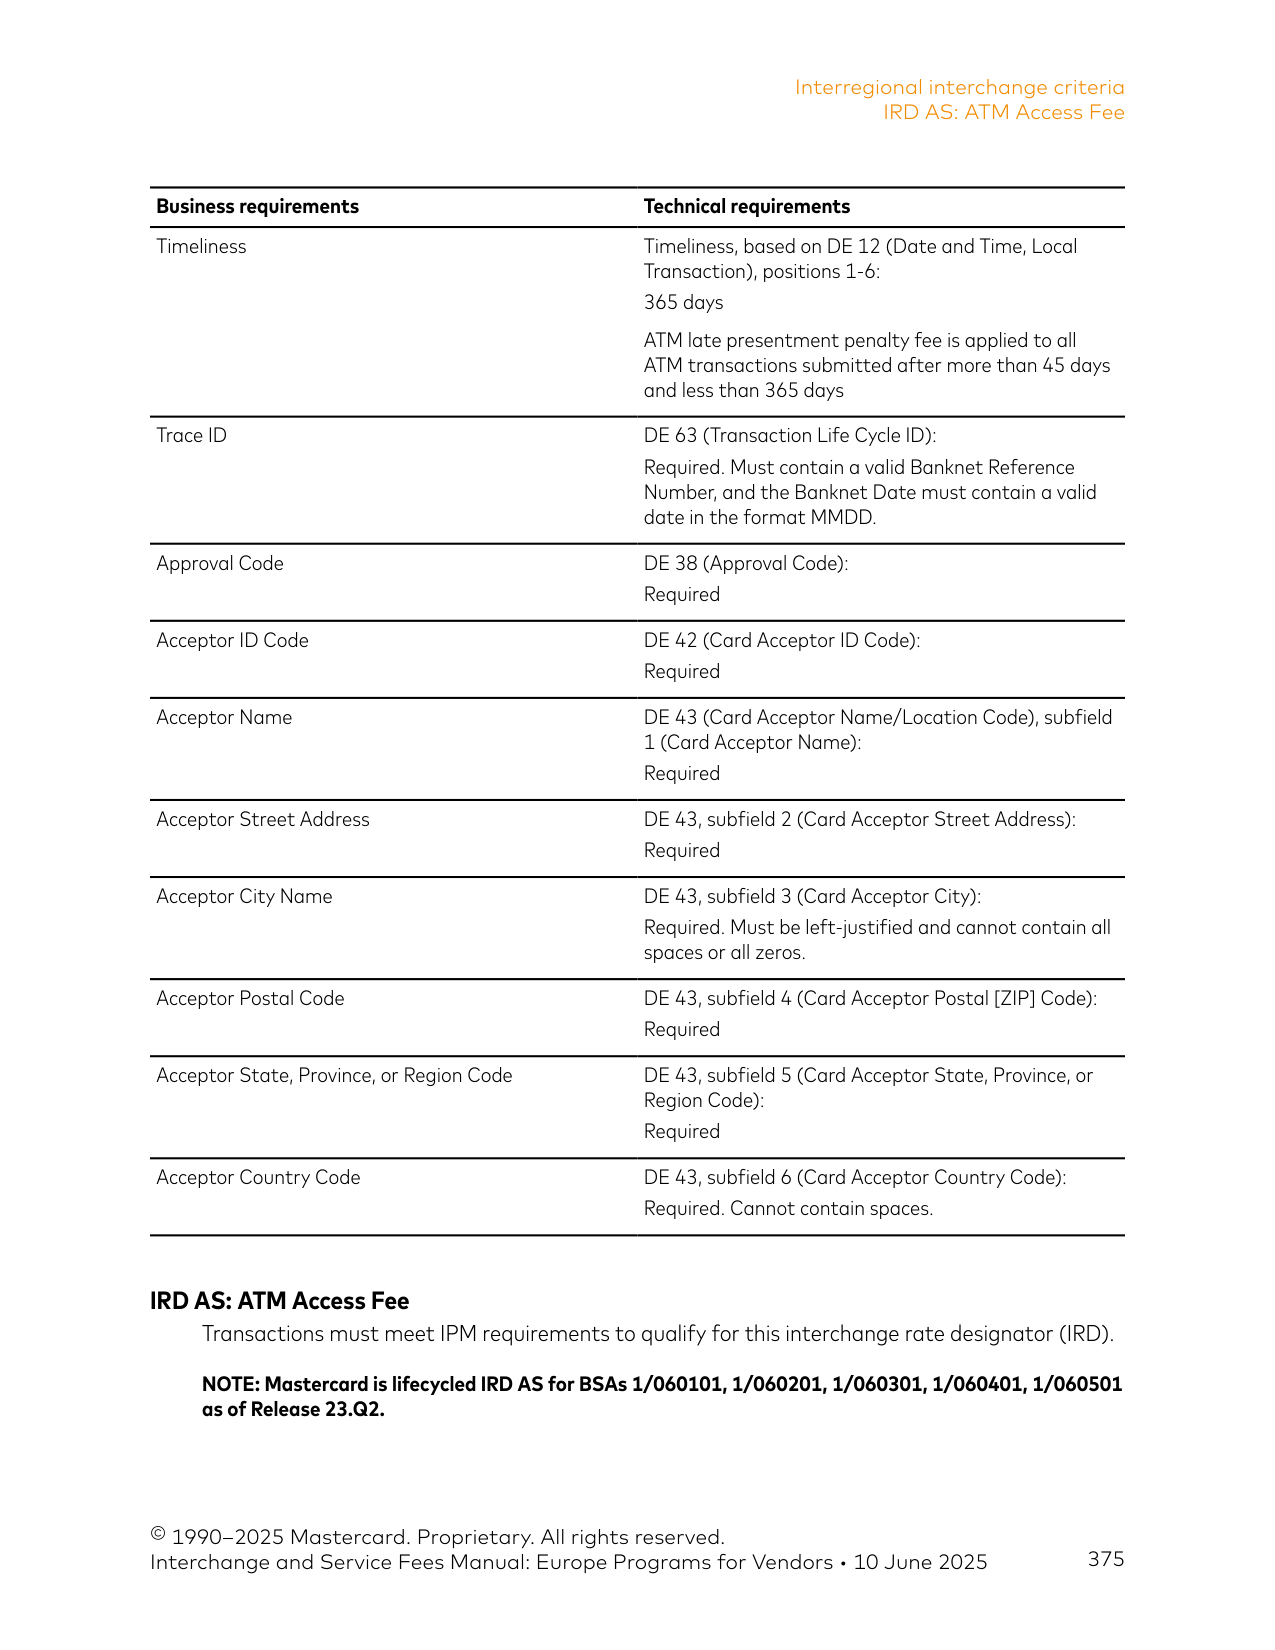 Interregional interchange criteria
IRD AS: ATM Access Fee
Business requirements
Technical requirements
Timeliness
Timeliness, based on DE 12 (Date and Time, Local
Transaction), positions 1-6:
365 days
ATM late presentment penalty fee is applied to all
ATM transactions submitted after more than 45 days
and less than 365 days
Trace ID
DE 63 (Transaction Life Cycle ID):
Required. Must contain a valid Banknet Reference
Number, and the Banknet Date must contain a valid
date in the format MMDD.
Approval Code
DE 38 (Approval Code):
Required
Acceptor ID Code
DE 42 (Card Acceptor ID Code):
Required
Acceptor Name
DE 43 (Card Acceptor Name/Location Code), subfield
1 (Card Acceptor Name):
Required
Acceptor Street Address
DE 43, subfield 2 (Card Acceptor Street Address):
Required
Acceptor City Name
DE 43, subfield 3 (Card Acceptor City):
Required. Must be left-justified and cannot contain all
spaces or all zeros.
Acceptor Postal Code
DE 43, subfield 4 (Card Acceptor Postal [ZIP] Code):
Required
Acceptor State, Province, or Region Code
DE 43, subfield 5 (Card Acceptor State, Province, or
Region Code):
Required
Acceptor Country Code
DE 43, subfield 6 (Card Acceptor Country Code):
Required. Cannot contain spaces.
IRD AS: ATM Access Fee
Transactions must meet IPM requirements to qualify for this interchange rate designator (IRD).
NOTE: Mastercard is lifecycled IRD AS for BSAs 1/060101, 1/060201, 1/060301, 1/060401, 1/060501
as of Release 23.Q2.
© 1990–2025 Mastercard. Proprietary. All rights reserved.
Interchange and Service Fees Manual: Europe Programs for Vendors • 10 June 2025
375